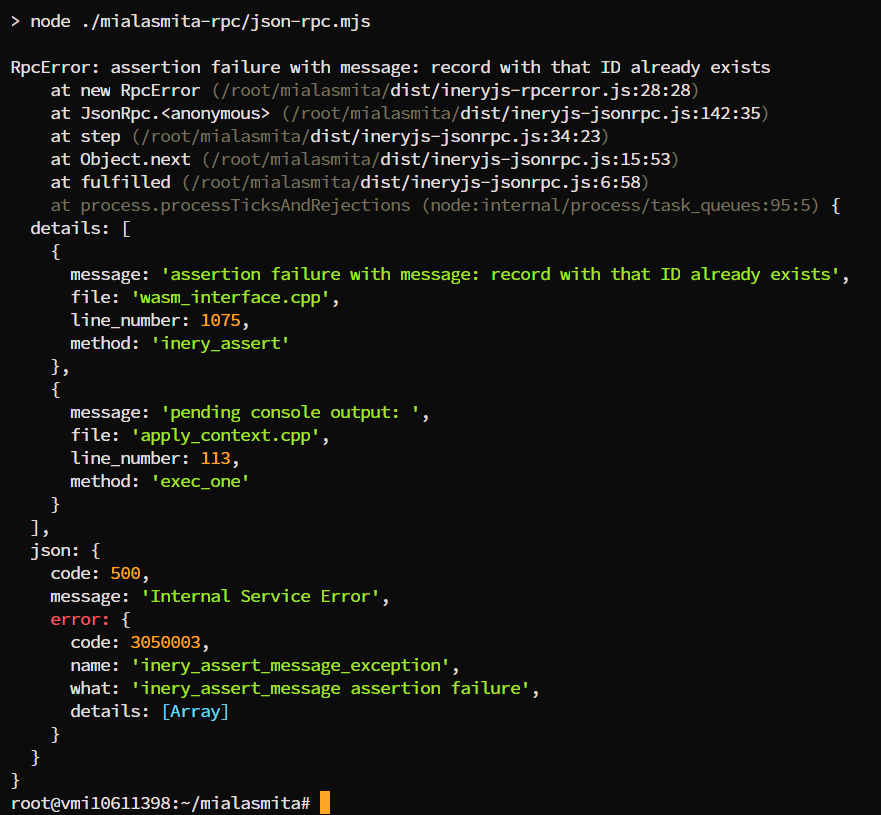 > node ./mialasmita-rpc/json-rpc.mjs
RpcError: assertion failure with message: record with that ID already exists
    at new RpcError (/root/mialasmita/dist/ineryjs-rpcerror.js:28:28)
    at JsonRpc.<anonymous> (/root/mialasmita/dist/ineryjs-jsonrpc.js:142:35)
    at step (/root/mialasmita/dist/ineryjs-jsonrpc.js:34:23)
    at Object.next (/root/mialasmita/dist/ineryjs-jsonrpc.js:15:53)
    at fulfilled (/root/mialasmita/dist/ineryjs-jsonrpc.js:6:58)
    at process.processTicksAndRejections (node:internal/process/task_queues:95:5) {
  details: [
    {
      message: 'assertion failure with message: record with that ID already exists',
      file: 'wasm_interface.cpp',
      line_number: 1075,
      method: 'inery_assert'
    },
    {
      message: 'pending console output: ',
      file: 'apply_context.cpp',
      line_number: 113,
      method: 'exec_one'
    }
  ],
  json: {
    code: 500,
    message: 'Internal Service Error',
    error: {
      code: 3050003,
      name: 'inery_assert_message_exception',
      what: 'inery_assert_message assertion failure',
      details: [Array]
    }
  }
}
root@vmi10611398:~/mialasmita#